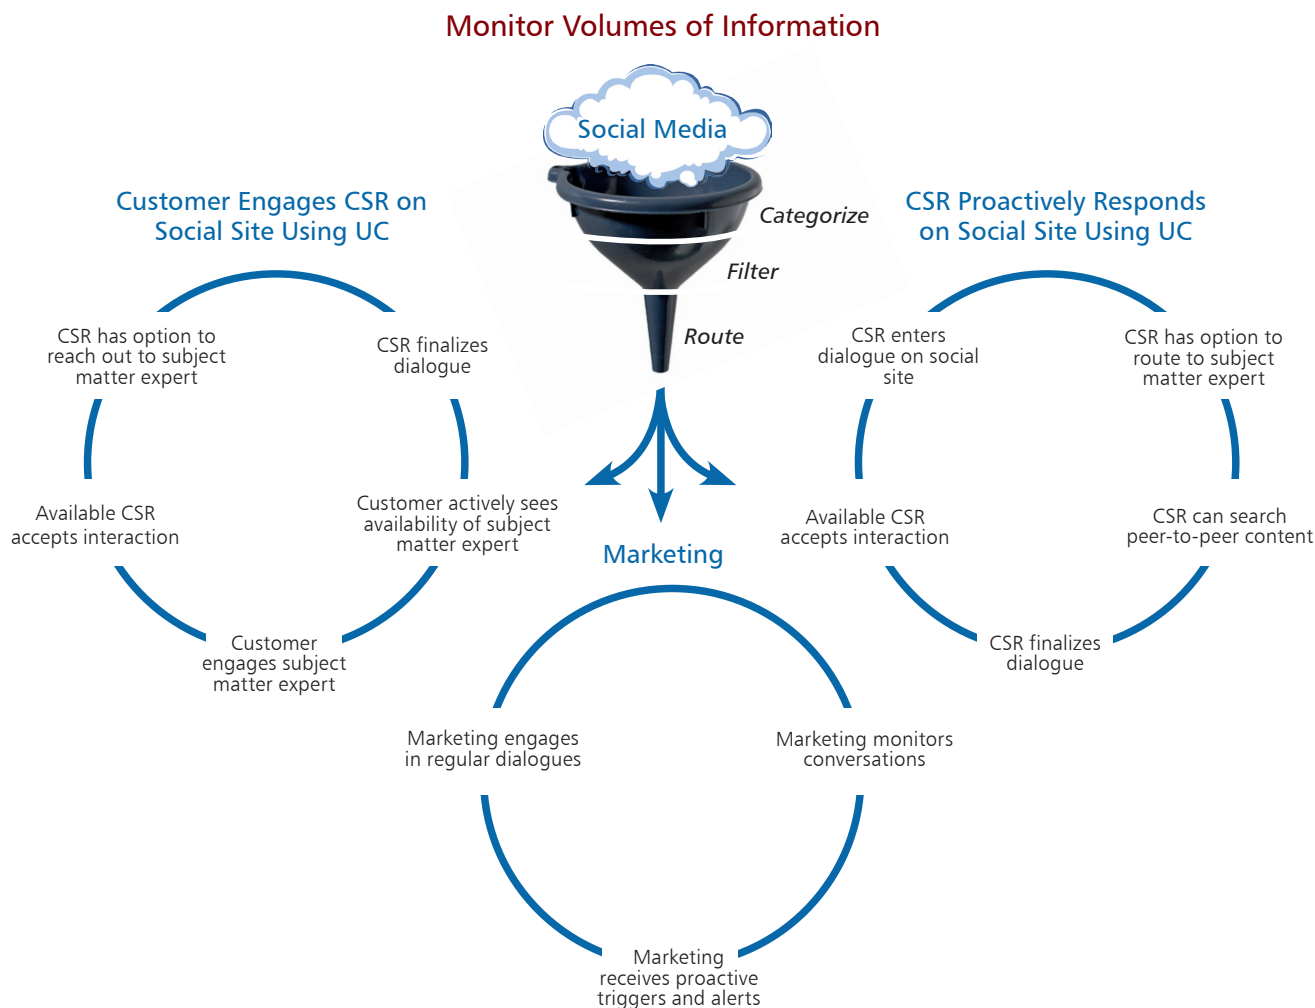 Monitor Volumes of Information
Social Media
Categorize
Filter
Route
Customer Engages CSR on
Social Site Using UC
CSR has option to
reach out to subject
matter expert
CSR finalizes
dialogue
Available CSR
accepts interaction
Customer actively sees
availability of subject
matter expert
Customer
engages subject
matter expert
CSR Proactively Responds
on Social Site Using UC
CSR enters
dialogue on social
site
CSR has option to
route to subject
matter expert
Available CSR
accepts interaction
CSR can search
peer-to-peer content
CSR finalizes
dialogue
Marketing
Marketing engages
in regular dialogues
Marketing monitors
conversations
Marketing
receives proactive
triggers and alerts